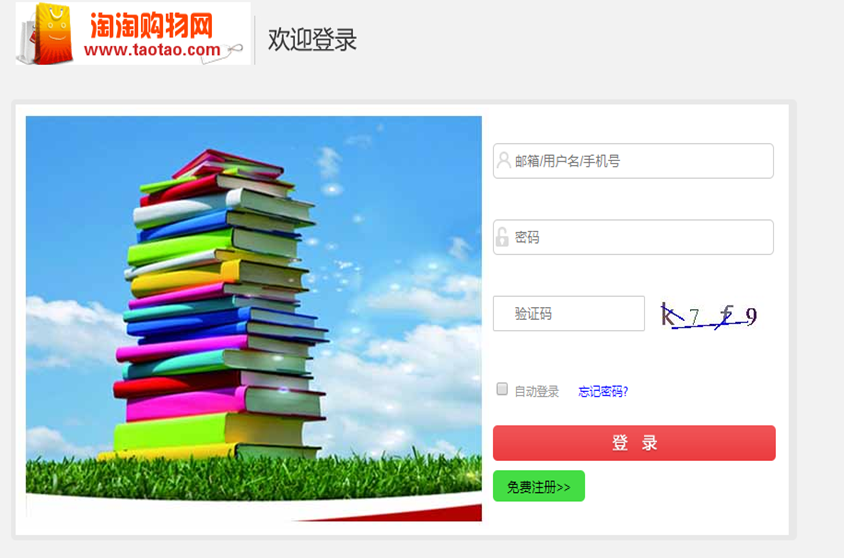 淘淘购物网
www.taotao.com
欢迎登录
邮箱/用户名/手机号
密码
验证码
k 7 f 9
自动登录 忘记密码?
登 录
免费注册>>